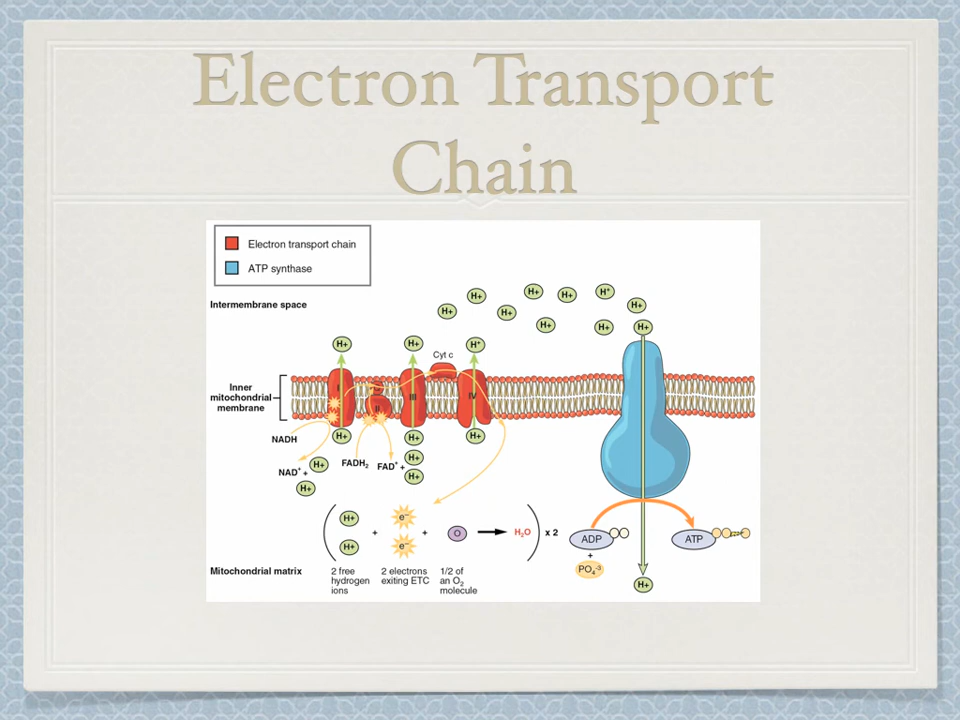 Electron Transport
Chain
Electron transport chain
ATP synthase
Intermembrane space
H+ H+ H+ H+ H+ H+ H+ H+ H+ H+
H+ H+ H+
Cyt c
Inner
mitochondrial
membrane
I II III IV
NADH
H+ H+ H+
NAD+ + H+
H+
FADH2 FAD+ +
H+
H+
H+ e− H+ e−
+ + O H2O x 2
ADP ATP
+
PO4-3
H+
Mitochondrial matrix
2 free
hydrogen
ions
2 electrons
exiting ETC
1/2 of
an O2
molecule